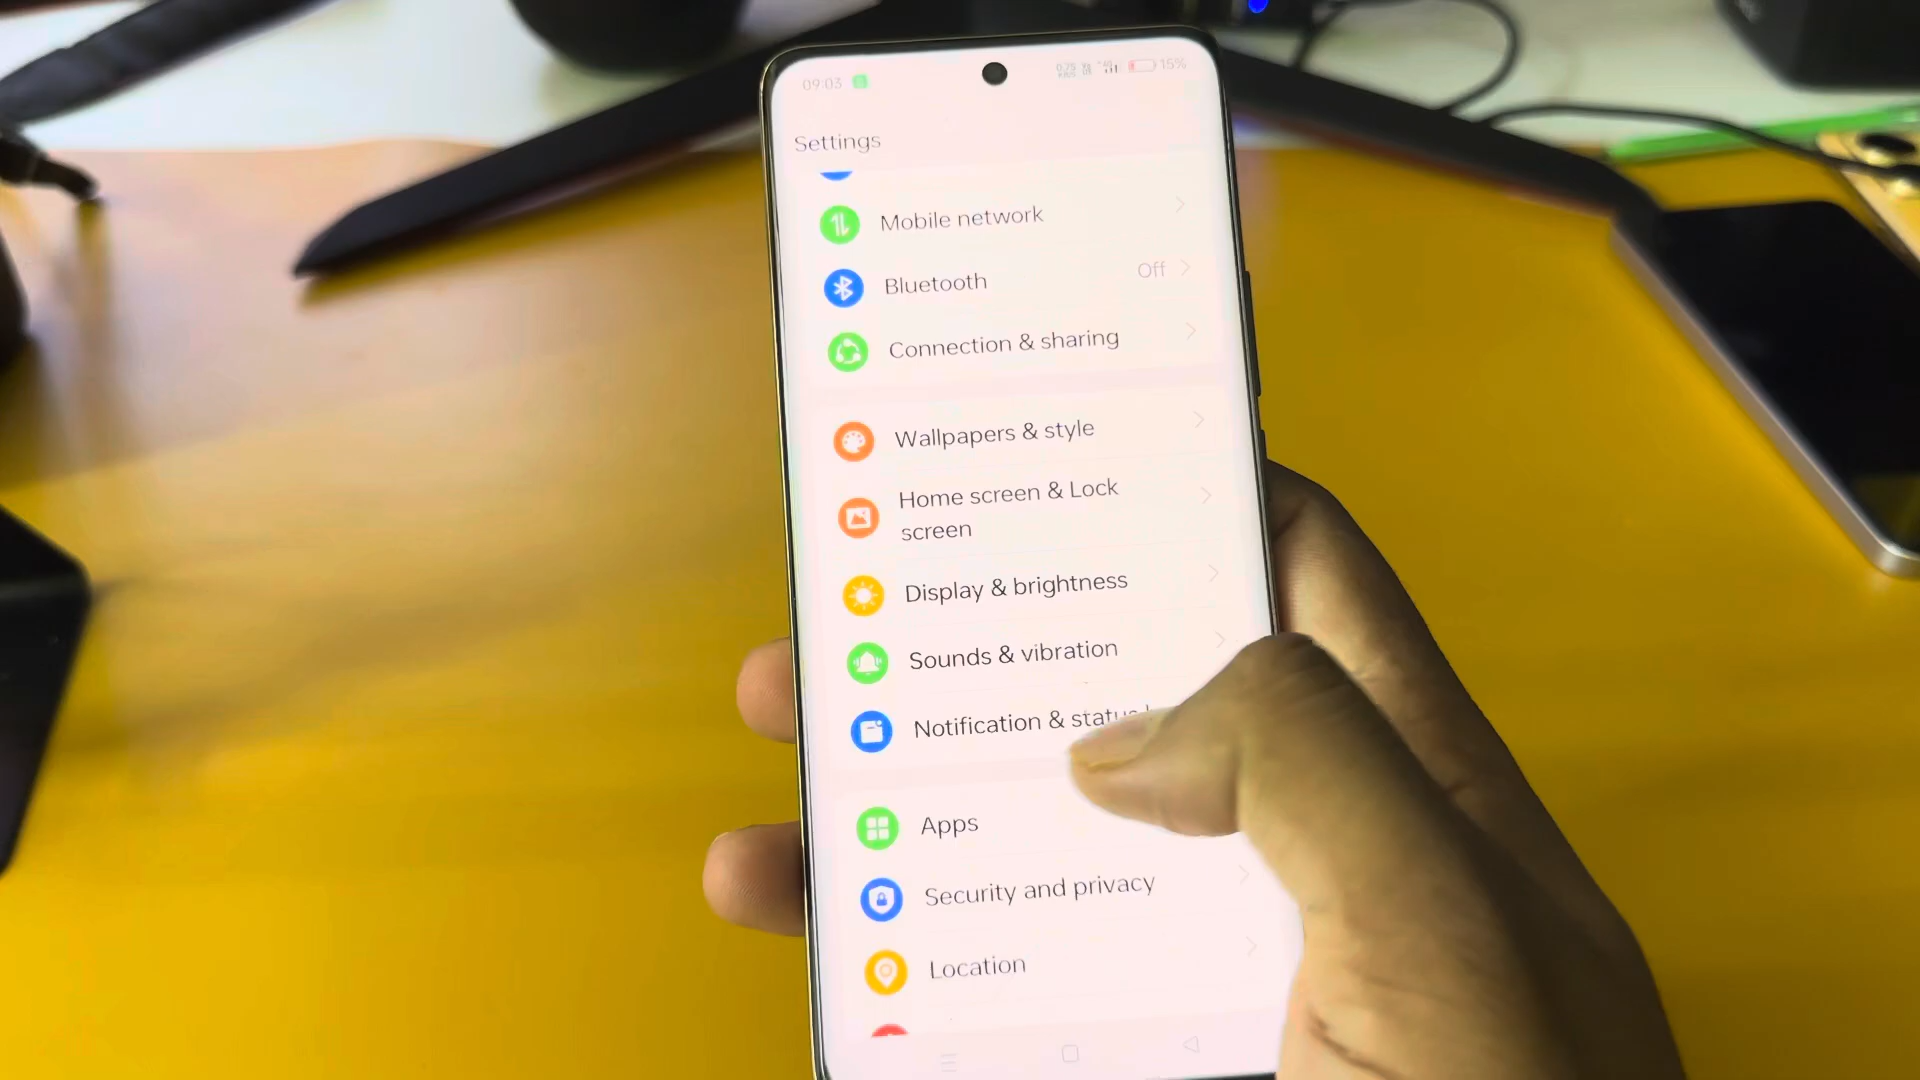 09:03
15%
Settings
Mobile network
Bluetooth
Off
Connection & sharing
Wallpapers & style
Home screen & Lock
screen
Display & brightness
Sounds & vibration
Notification & status
Apps
Security and privacy
Location